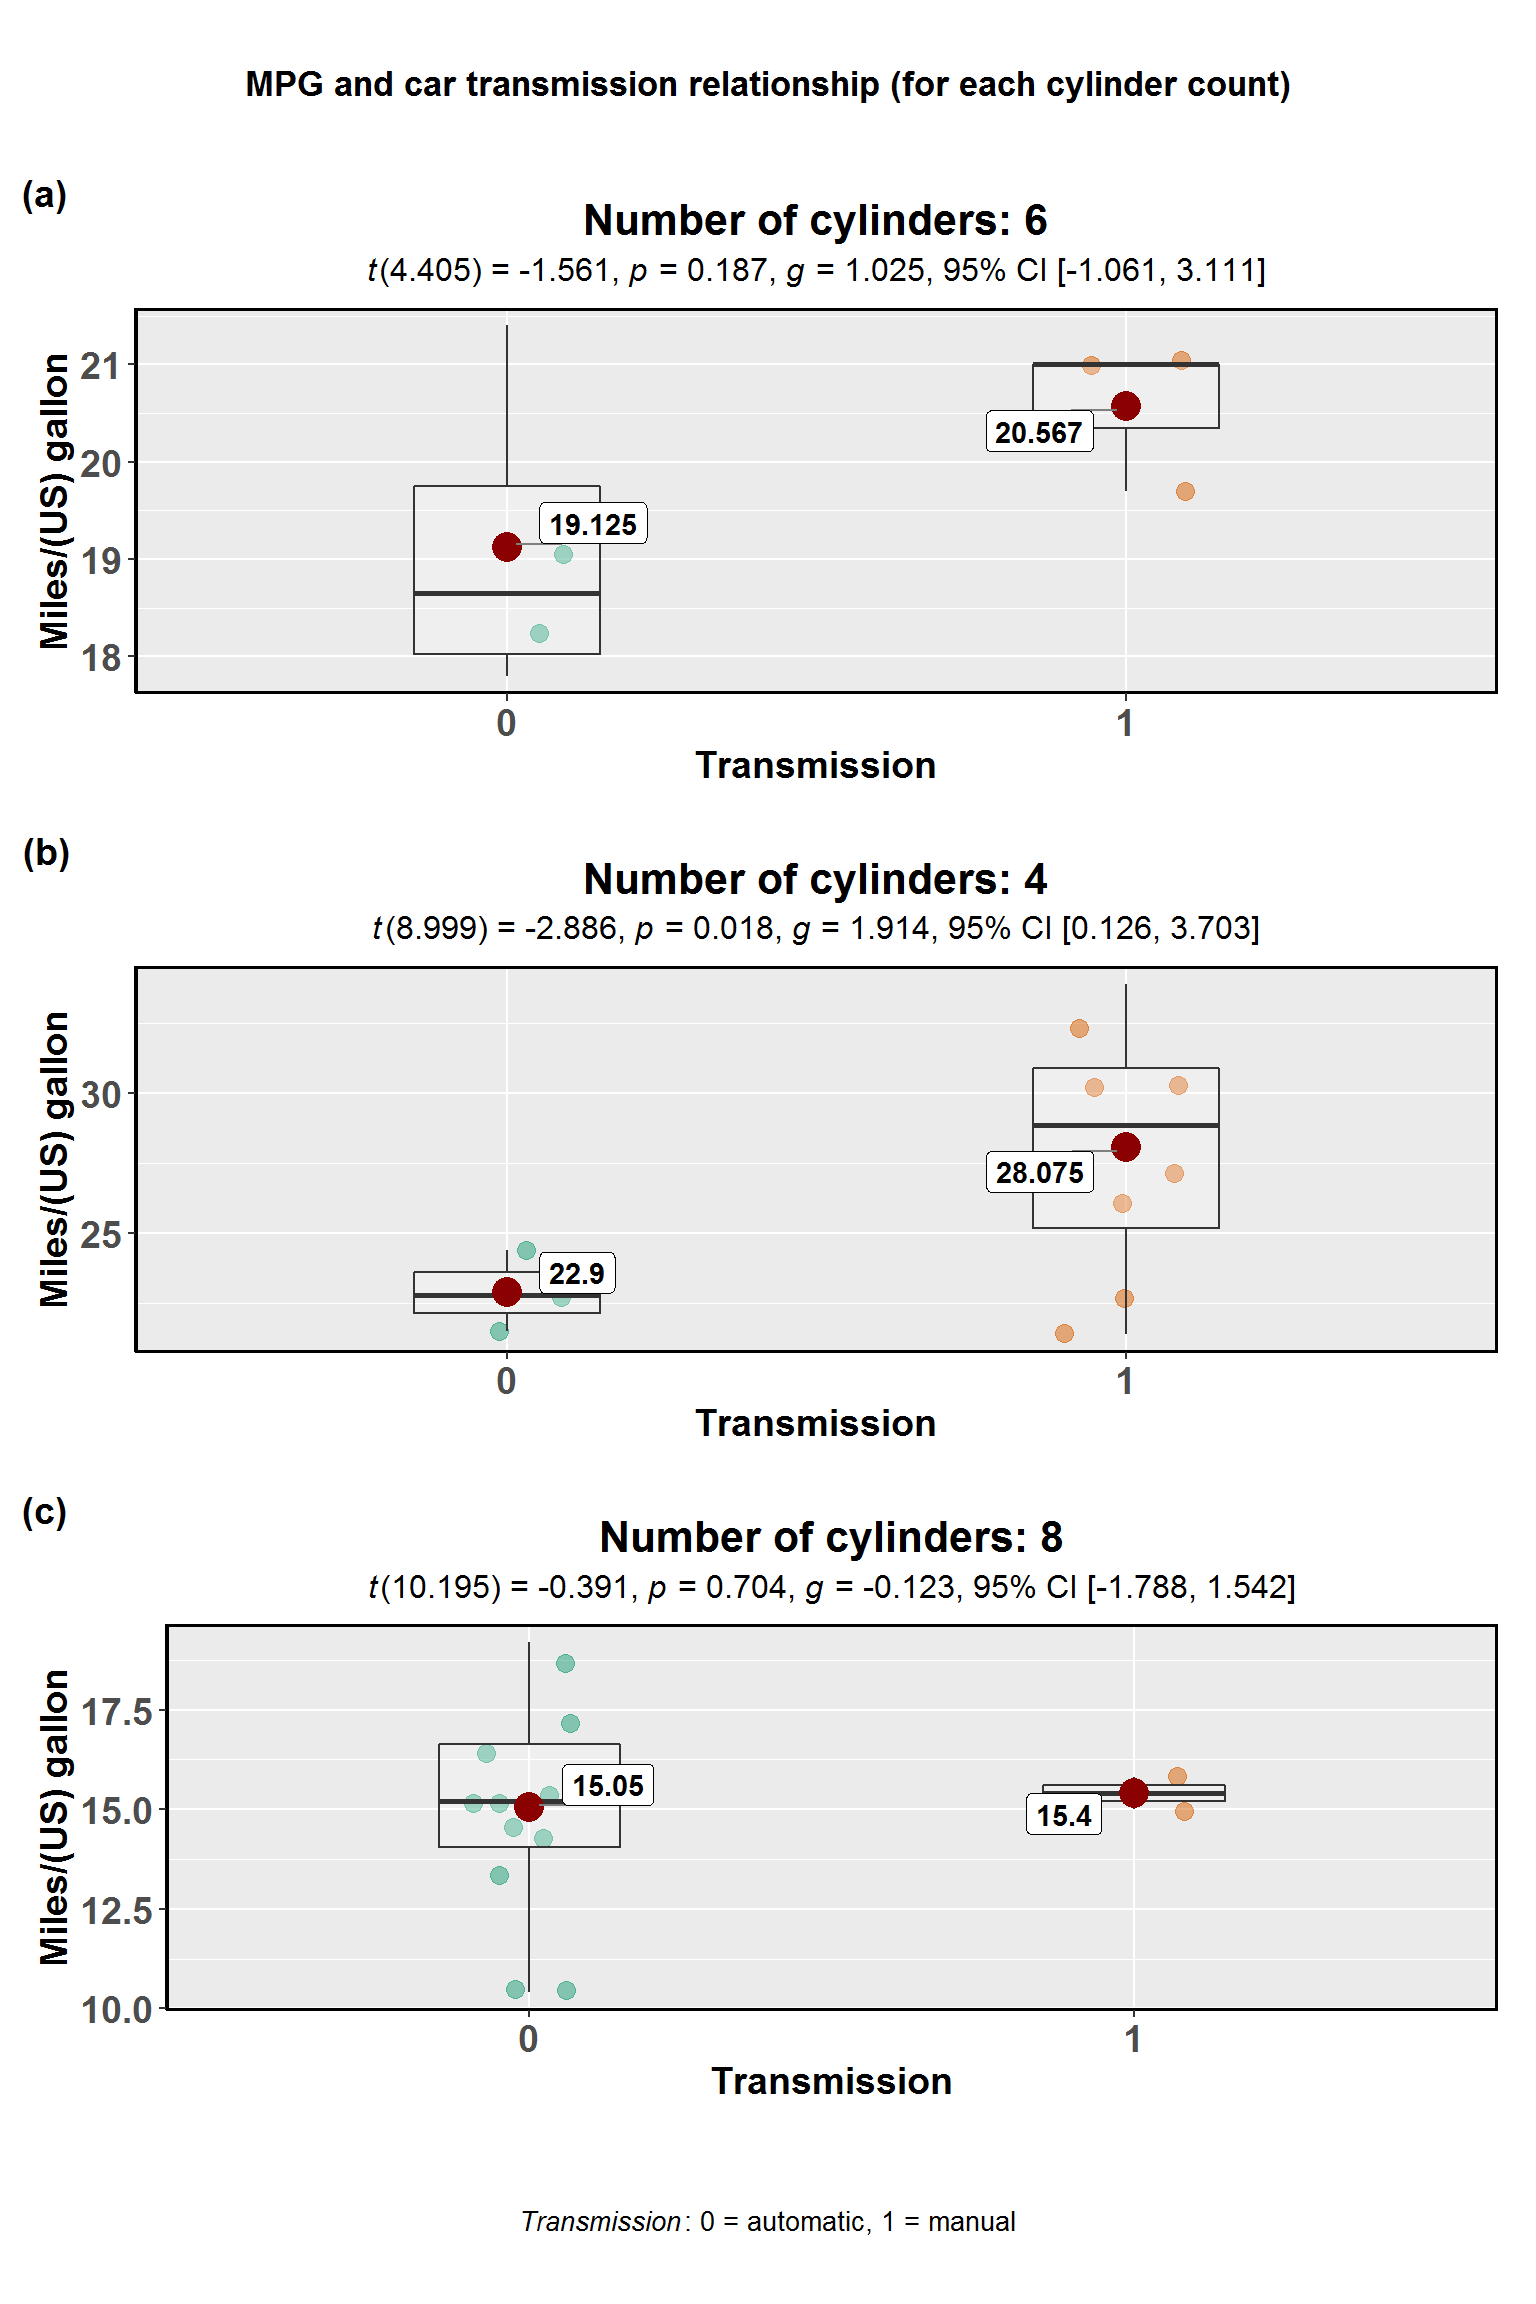 MPG and car transmission relationship (for each cylinder count)
(a)
Number of cylinders: 6
t(4.405) = -1.561, p = 0.187, g = 1.025, 95% CI [-1.061, 3.111]
Miles/(US) gallon
21
20
19
18
19.125
20.567
0
1
Transmission
(b)
Number of cylinders: 4
t(8.999) = -2.886, p = 0.018, g = 1.914, 95% CI [0.126, 3.703]
Miles/(US) gallon
30
25
22.9
28.075
0
1
Transmission
(c)
Number of cylinders: 8
t(10.195) = -0.391, p = 0.704, g = -0.123, 95% CI [-1.788, 1.542]
Miles/(US) gallon
17.5
15.0
12.5
10.0
15.05
15.4
0
1
Transmission
Transmission: 0 = automatic, 1 = manual